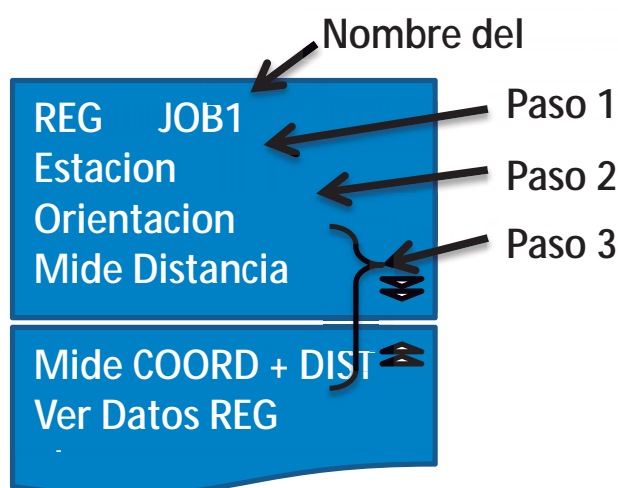 Nombre del
REG JOB1
Estacion
Orientacion
Mide Distancia
Paso 1
Paso 2
Paso 3
Mide COORD + DIST
Ver Datos REG
-